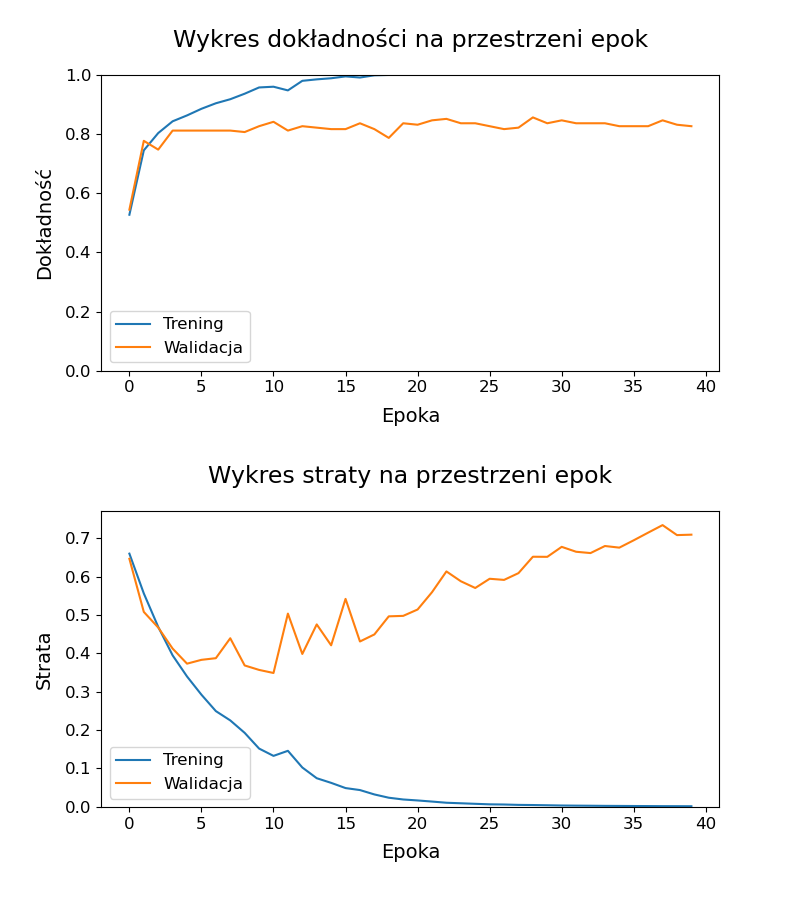 Wykres dokładności na przestrzeni epok
1.0
0.8
0.6
0.4
0.2
0.0
Dokładność
Trening
Walidacja
0 5 10 15 20 25 30 35 40
Epoka
Wykres straty na przestrzeni epok
0.7
0.6
0.5
0.4
0.3
0.2
0.1
0.0
Strata
Trening
Walidacja
0 5 10 15 20 25 30 35 40
Epoka